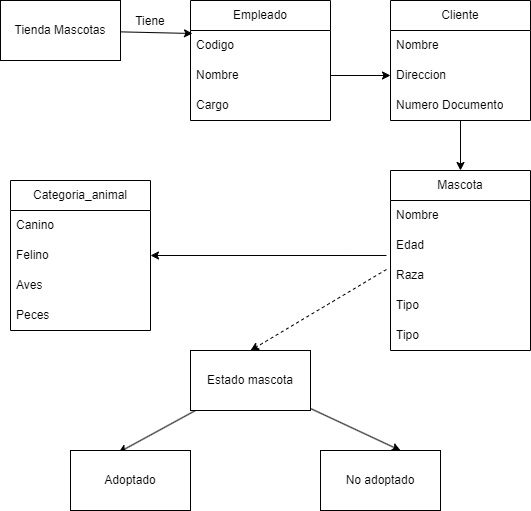 Tienda Mascotas
Tiene
Empleado
Codigo
Nombre
Cargo
Cliente
Nombre
Direccion
Numero Documento
Categoria_animal
Canino
Felino
Aves
Peces
Mascota
Nombre
Edad
Raza
Tipo
Tipo
Estado mascota
Adoptado
No adoptado